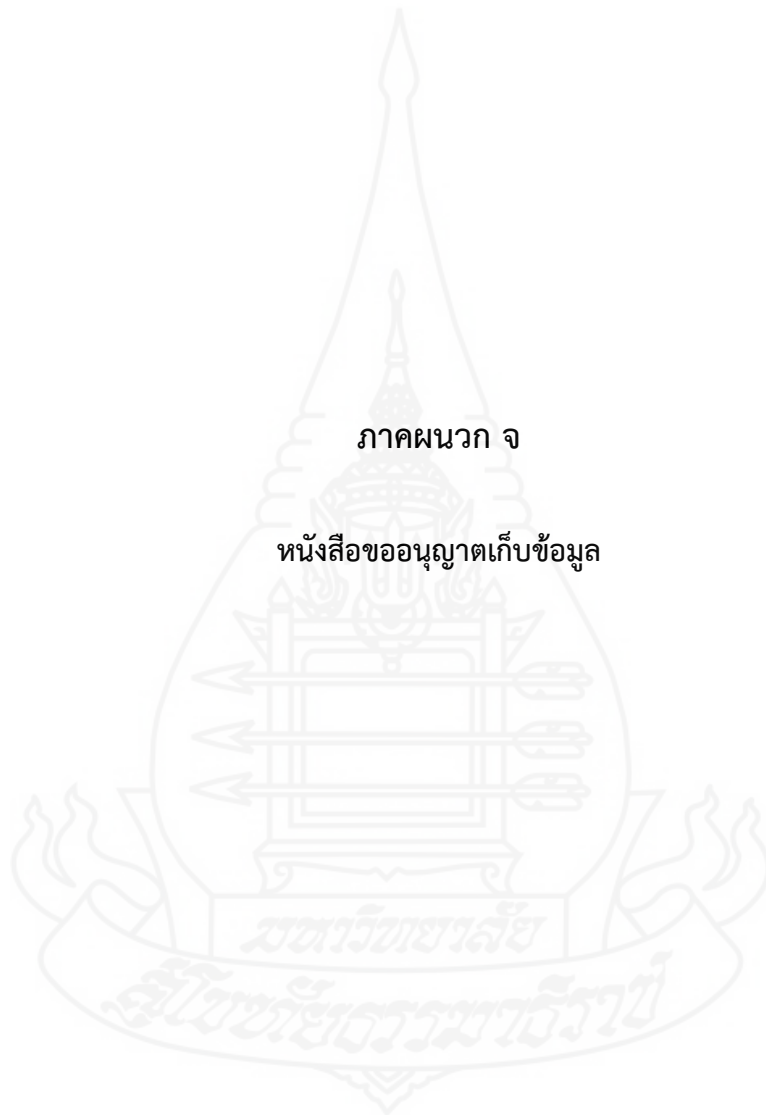 ภาคผนวก จ
หนังสือขออนุญาตเก็บข้อมูล
มหาวิทยาลัย
สุโขทัยธรรมาธิราช